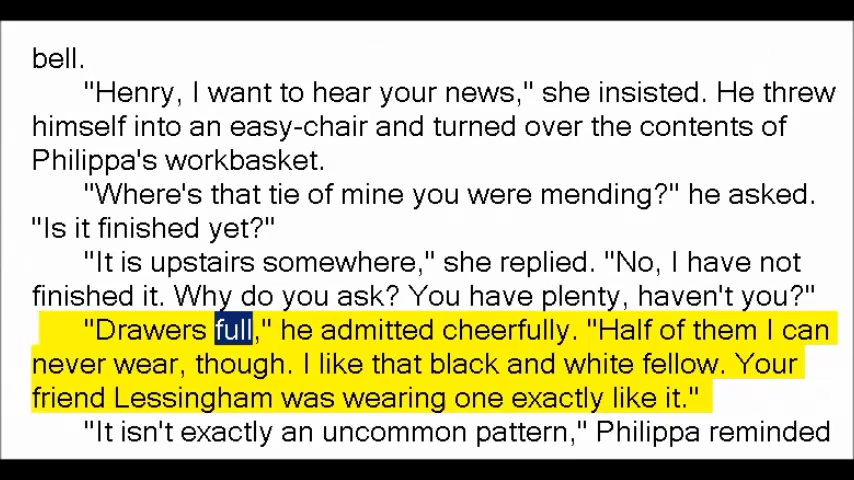 bell.
"Henry, I want to hear your news," she insisted. He threw
himself into an easy-chair and turned over the contents of
Philippa's workbasket.
"Where's that tie of mine you were mending?" he asked.
"Is it finished yet?"
"It is upstairs somewhere," she replied. "No, I have not
finished it. Why do you ask? You have plenty, haven't you?"
"Drawers full," he admitted cheerfully. "Half of them I can
never wear, though. I like that black and white fellow. Your
friend Lessingham was wearing one exactly like it."
"It isn't exactly an uncommon pattern," Philippa reminded